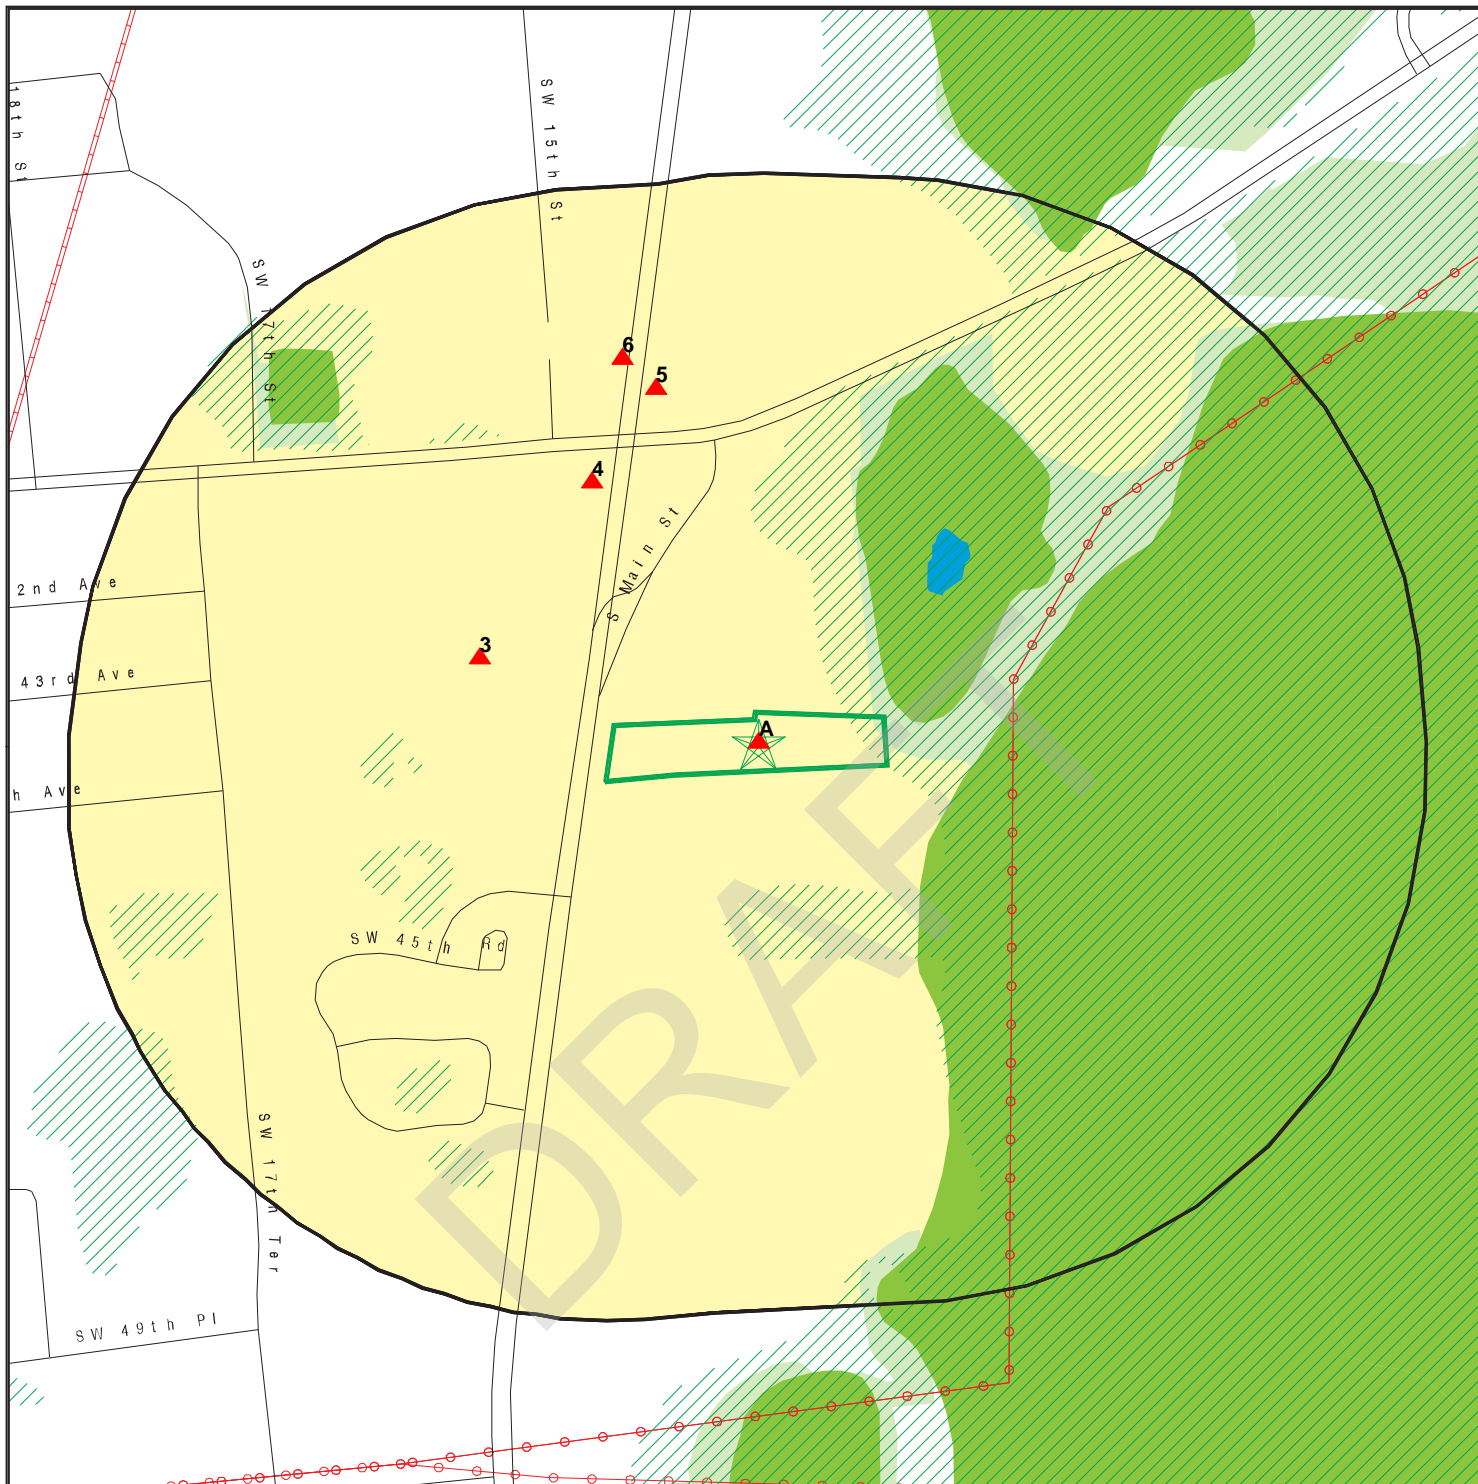 18th St
SW 15th St
SW 17th St
6
5
4
S Main St
2nd Ave
3
43rd Ave
A
h Ave
SW 45th Rd
SW 17th Ter
SW 49th Pl
DRAFT